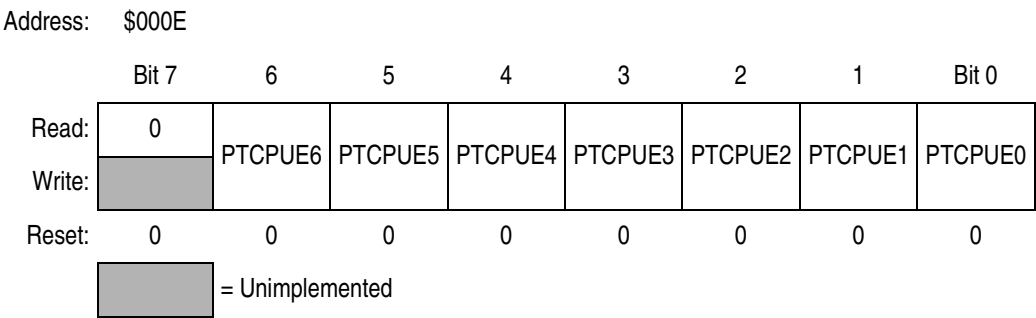 Address: $000E
Bit 7 6 5 4 3 2 1 Bit 0
Read: 0
PTCPUE6 PTCPUE5 PTCPUE4 PTCPUE3 PTCPUE2 PTCPUE1 PTCPUE0
Write:
Reset: 0 0 0 0 0 0 0 0
= Unimplemented